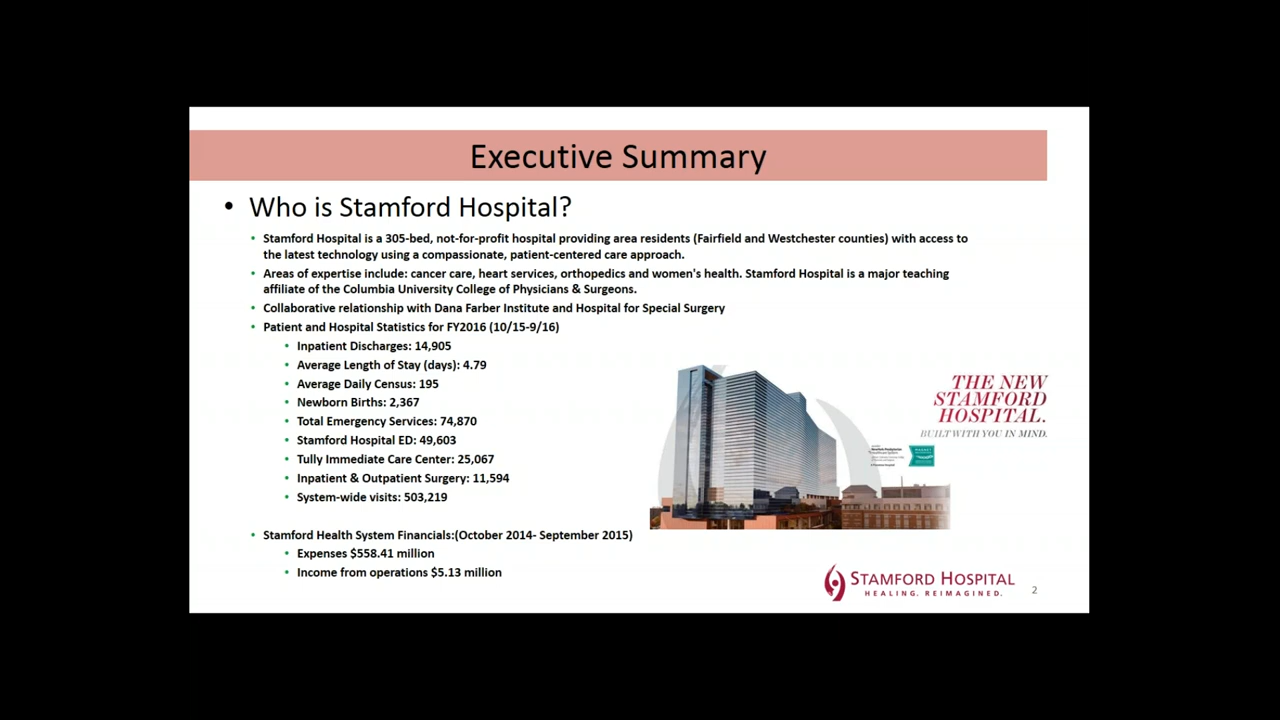 Executive Summary
• Who is Stamford Hospital?
• Stamford Hospital is a 305-bed, not-for-profit hospital providing area residents (Fairfield and Westchester counties) with access to
the latest technology using a compassionate, patient-centered care approach.
• Areas of expertise include: cancer care, heart services, orthopedics and women's health. Stamford Hospital is a major teaching
affiliate of the Columbia University College of Physicians & Surgeons.
• Collaborative relationship with Dana Farber Institute and Hospital for Special Surgery
• Patient and Hospital Statistics for FY2016 (10/15-9/16)
• Inpatient Discharges: 14,905
• Average Length of Stay (days): 4.79
• Average Daily Census: 195
• Newborn Births: 2,367
• Total Emergency Services: 74,870
• Stamford Hospital ED: 49,603
• Tully Immediate Care Center: 25,067
• Inpatient & Outpatient Surgery: 11,594
• System-wide visits: 503,219
• Stamford Health System Financials:(October 2014- September 2015)
• Expenses $558.41 million
• Income from operations $5.13 million
THE NEW
STAMFORD
HOSPITAL.
BUILT WITH YOU IN MIND.
STAMFORD HOSPITAL
HEALING. REIMAGINED.
2